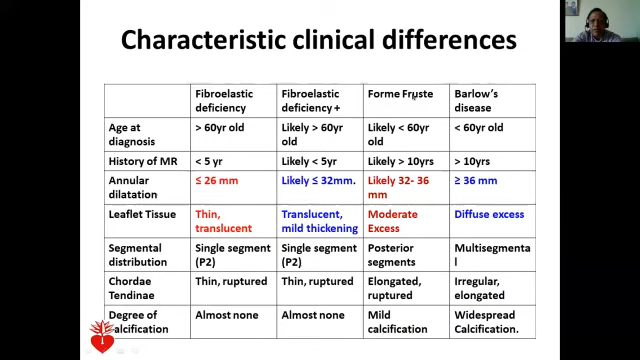 Characteristic clinical differences
Fibroelastic deficiency | Fibroelastic deficiency + | Forme Fruste | Barlow's disease
Age at diagnosis | > 60yr old | Likely > 60yr old | Likely < 60yr old | < 60yr old
History of MR | < 5 yr | Likely < 5yr | Likely > 10yrs | > 10yrs
Annular dilatation | ≤ 26 mm | Likely ≤ 32mm. | Likely 32- 36 mm | ≥ 36 mm
Leaflet Tissue | Thin, translucent | Translucent, mild thickening | Moderate Excess | Diffuse excess
Segmental distribution | Single segment (P2) | Single segment (P2) | Posterior segments | Multisegmental
Chordae Tendinae | Thin, ruptured | Thin, ruptured | Elongated, ruptured | Irregular, elongated
Degree of calcification | Almost none | Almost none | Mild calcification | Widespread Calcification.